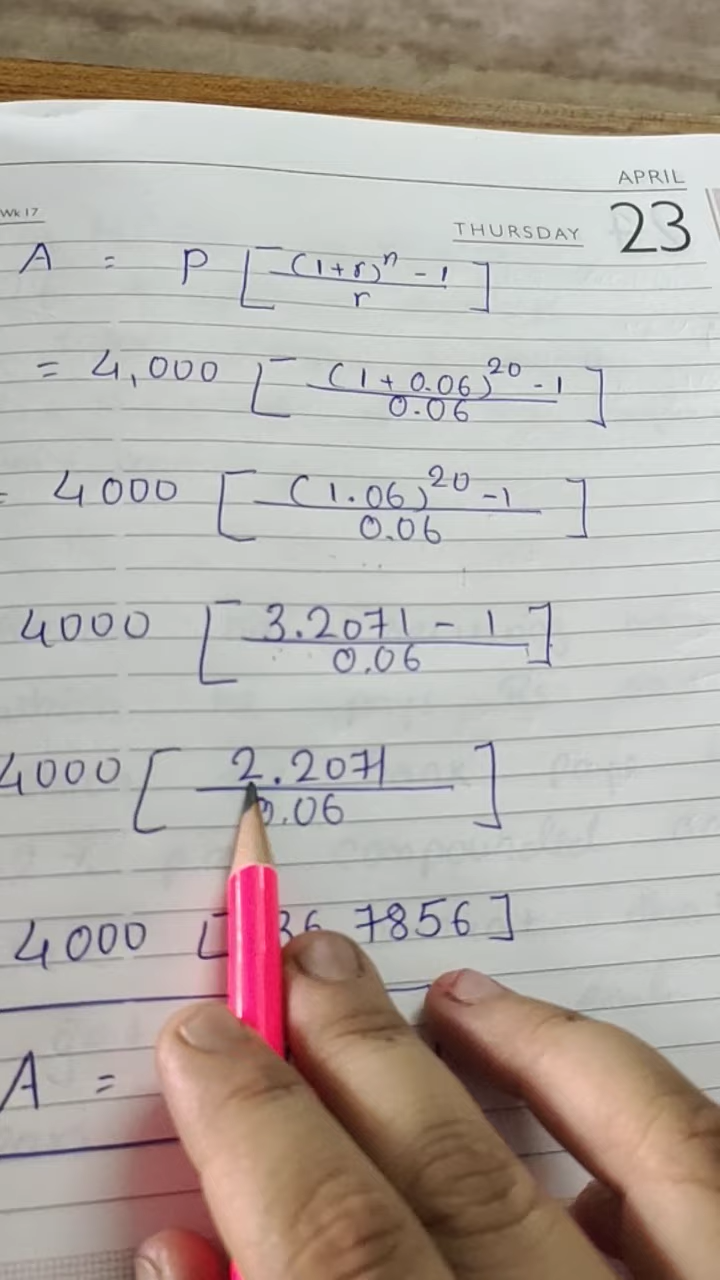 APRIL
Wk 17
THURSDAY 23
A = P [ (1+r)ⁿ - 1 / r ]
= 4,000 [ (1 + 0.06)²⁰ - 1 / 0.06 ]
= 4000 [ (1.06)²⁰ - 1 / 0.06 ]
4000 [ 3.2071 - 1 / 0.06 ]
4000 [ 2.2071 / 0.06 ]
4000 [ 36.7856 ]
A =